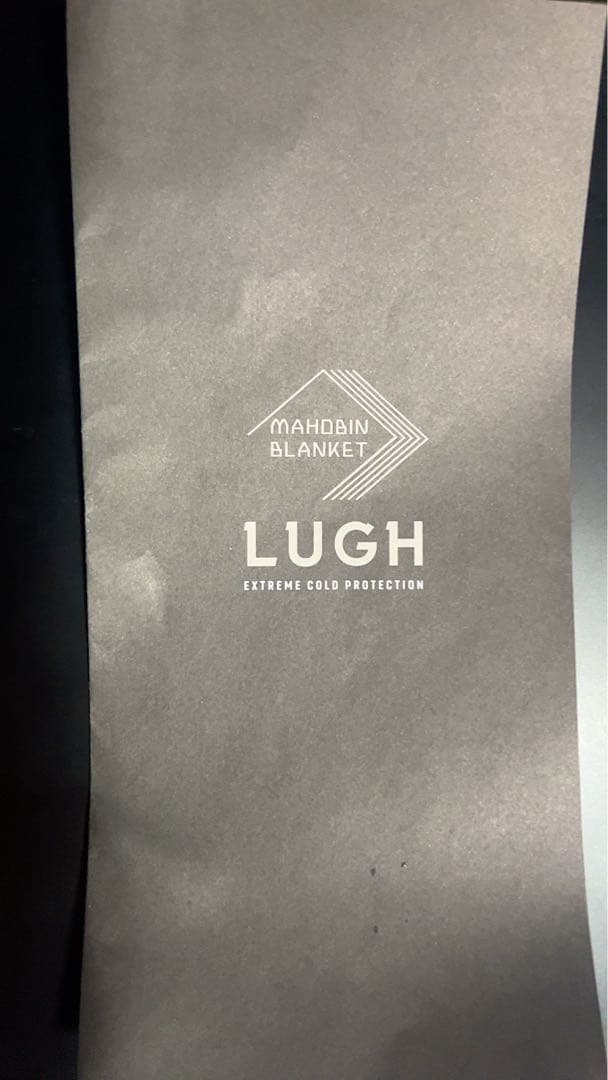 MAHOBIN
BLANKET
LUGH
EXTREME COLD PROTECTION